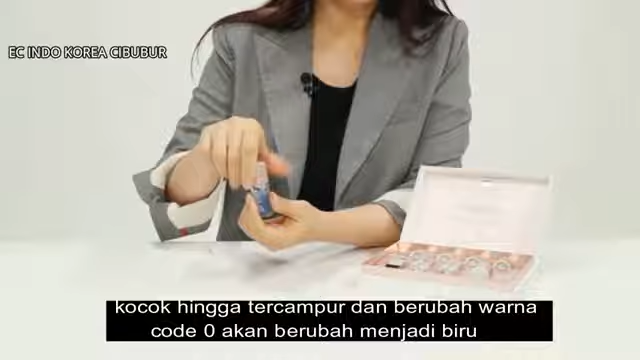 EC INDO KOREA CIBUBUR
kocok hingga tercampur dan berubah warna
code 0 akan berubah menjadi biru